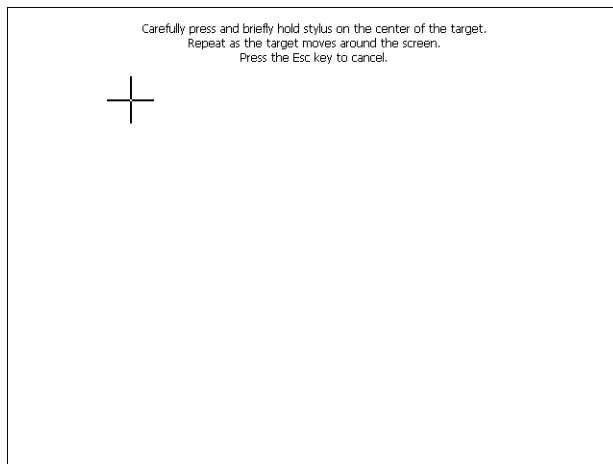 Carefully press and briefly hold stylus on the center of the target.
Repeat as the target moves around the screen.
Press the Esc key to cancel.